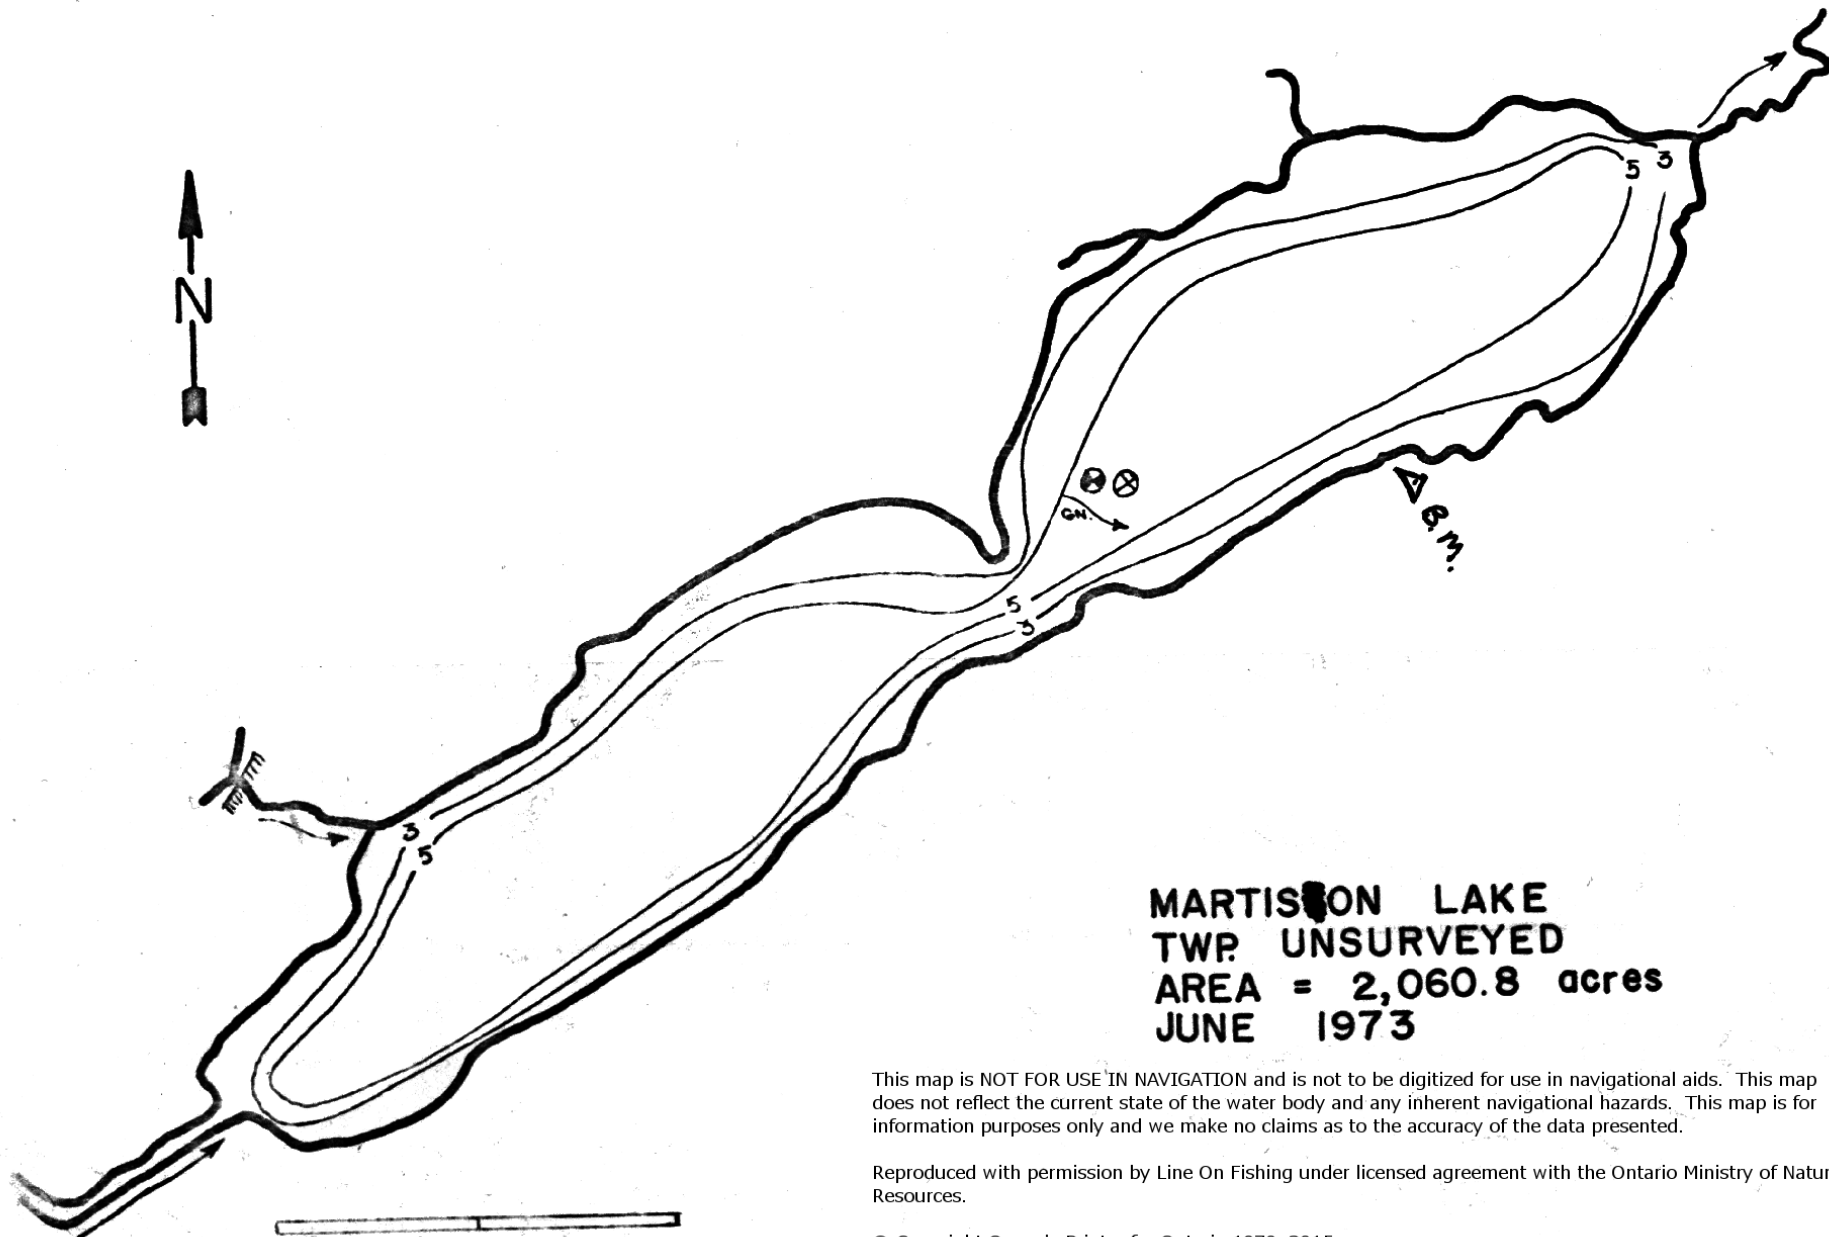 3
5
N
GN.
B.M.
5
3
3
5
MARTISON LAKE
TWP. UNSURVEYED
AREA = 2,060.8 acres
JUNE 1973
This map is NOT FOR USE IN NAVIGATION and is not to be digitized for use in navigational aids. This map
does not reflect the current state of the water body and any inherent navigational hazards. This map is for
information purposes only and we make no claims as to the accuracy of the data presented.
Reproduced with permission by Line On Fishing under licensed agreement with the Ontario Ministry of Natur
Resources.